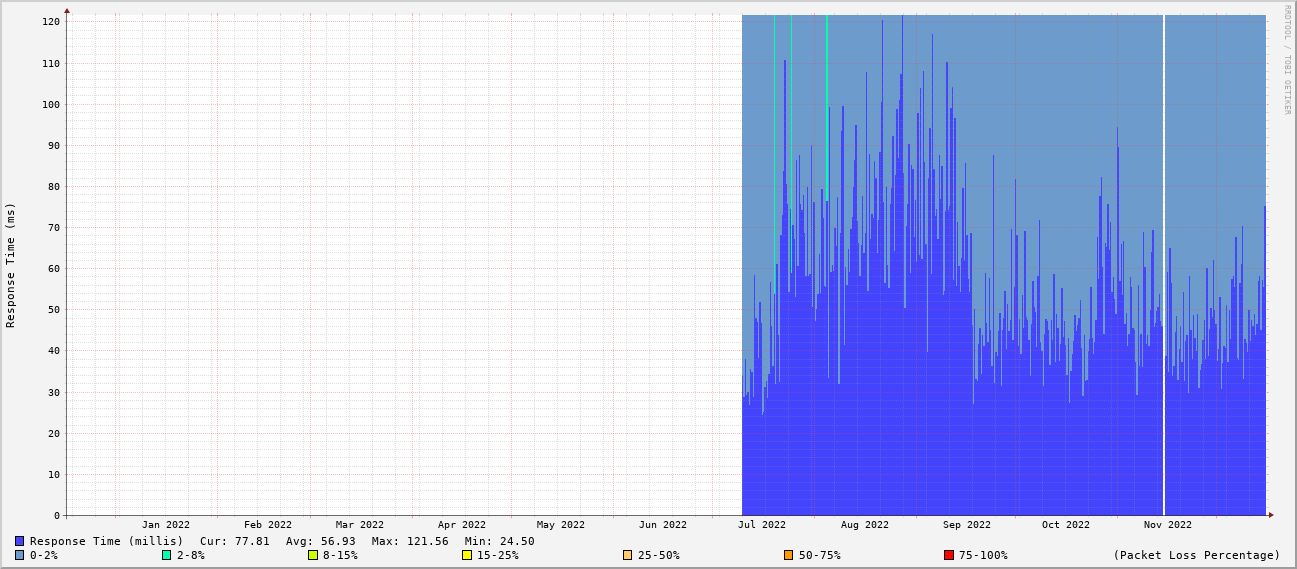 120
110
100
90
80
70
60
50
40
30
20
10
0
Response Time (ms)
RRDTOOL / TOBI OETIKER
Jan 2022 Feb 2022 Mar 2022 Apr 2022 May 2022 Jun 2022 Jul 2022 Aug 2022 Sep 2022 Oct 2022 Nov 2022
Response Time (millis) Cur: 77.81 Avg: 56.93 Max: 121.56 Min: 24.50
0-2% 2-8% 8-15% 15-25% 25-50% 50-75% 75-100% (Packet Loss Percentage)